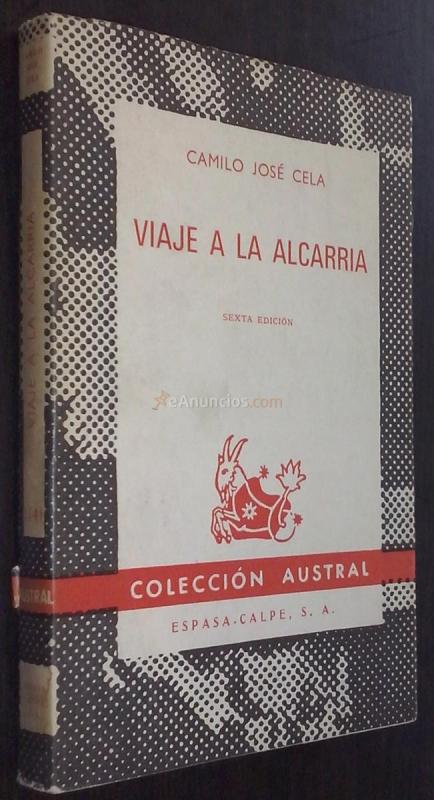 CAMILO JOSÉ CELA
VIAJE A LA ALCARRIA
SEXTA EDICIÓN
eAnuncios.com
COLECCIÓN AUSTRAL
ESPASA-CALPE, S. A.
VIAJE A LA ALCARRIA
AUSTRAL